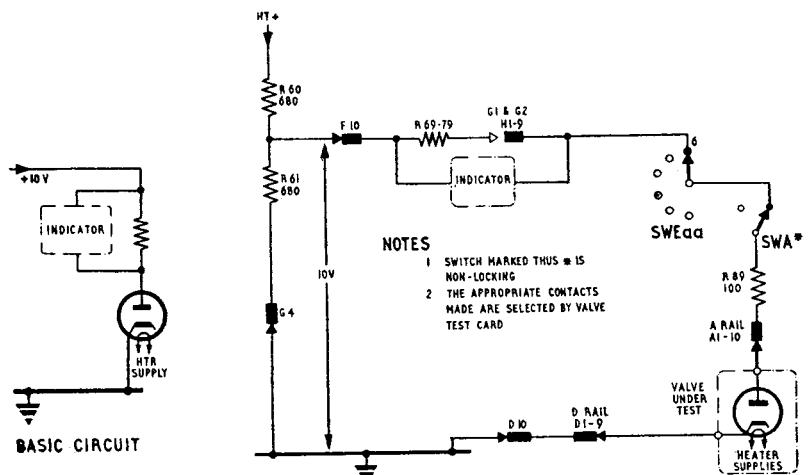 HT+
R60
680
F10
R 69-79
G1 & G2
H1-9
6
+10V
INDICATOR
R61
680
INDICATOR
SWEaa
SWA*
NOTES
1 SWITCH MARKED THUS * IS
NON-LOCKING
2 THE APPROPRIATE CONTACTS
MADE ARE SELECTED BY VALVE
TEST CARD
10V
R89
100
G4
A RAIL
A1-10
HTR
SUPPLY
VALVE
UNDER
TEST
D10
D RAIL
D1-9
HEATER
SUPPLIES
BASIC CIRCUIT